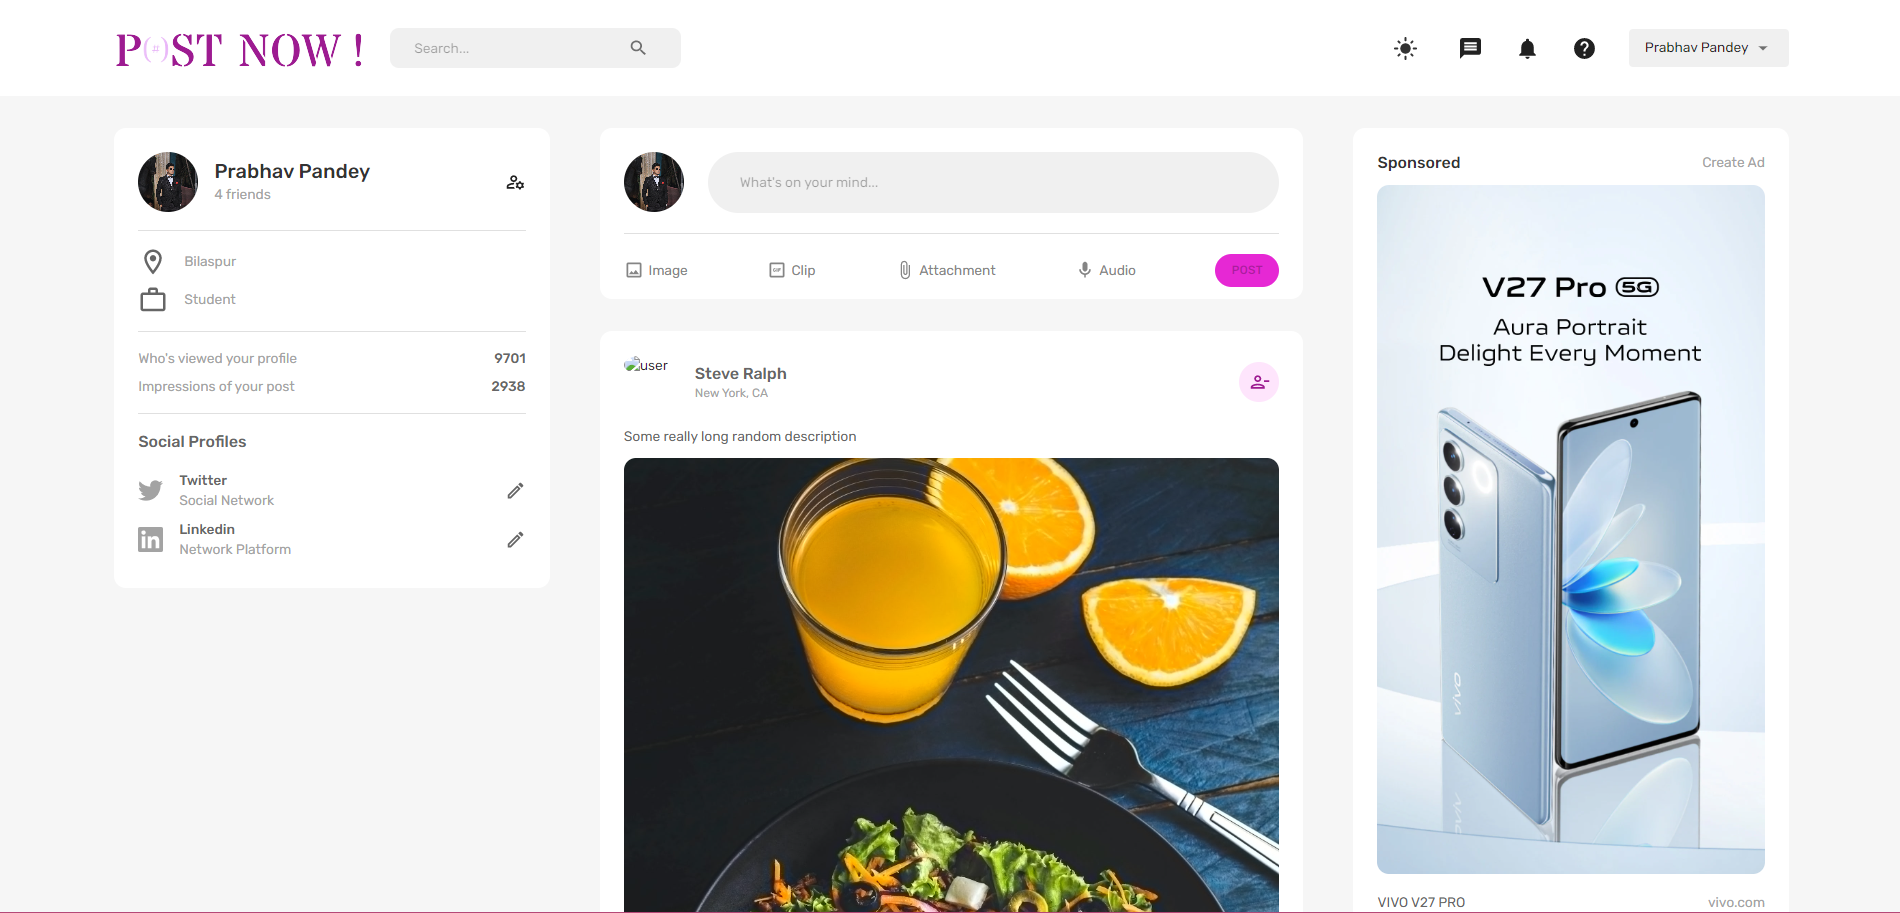 P(#)ST NOW !
Search...
Prabhav Pandey
Prabhav Pandey
4 friends
Bilaspur
Student
Who's viewed your profile 9701
Impressions of your post 2938
Social Profiles
Twitter
Social Network
Linkedin
Network Platform
What's on your mind...
Image
GIF
Clip
Attachment
Audio
POST
user
Steve Ralph
New York, CA
Some really long random description
Sponsored
Create Ad
V27 Pro 5G
Aura Portrait
Delight Every Moment
vivo
VIVO V27 PRO
vivo.com